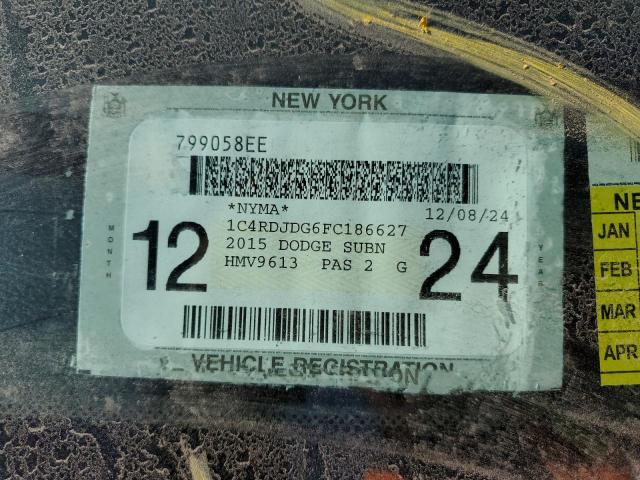 NEW YORK
799058EE
*NYMA*
12/08/24
1C4RDJDG6FC186627
2015 DODGE SUBN
HMV9613 PAS 2 G
MONTH
12
24
YEAR
VEHICLE REGISTRATION
NE
JAN
FEB
MAR
APR